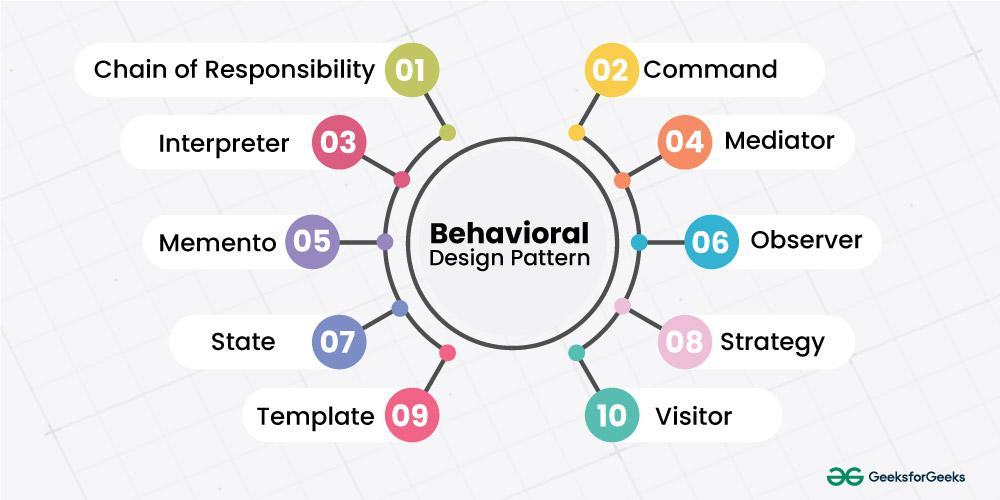 Chain of Responsibility 01
02 Command
Interpreter 03
04 Mediator
Memento 05
Behavioral
Design Pattern
06 Observer
State 07
08 Strategy
Template 09
10 Visitor
GeeksforGeeks